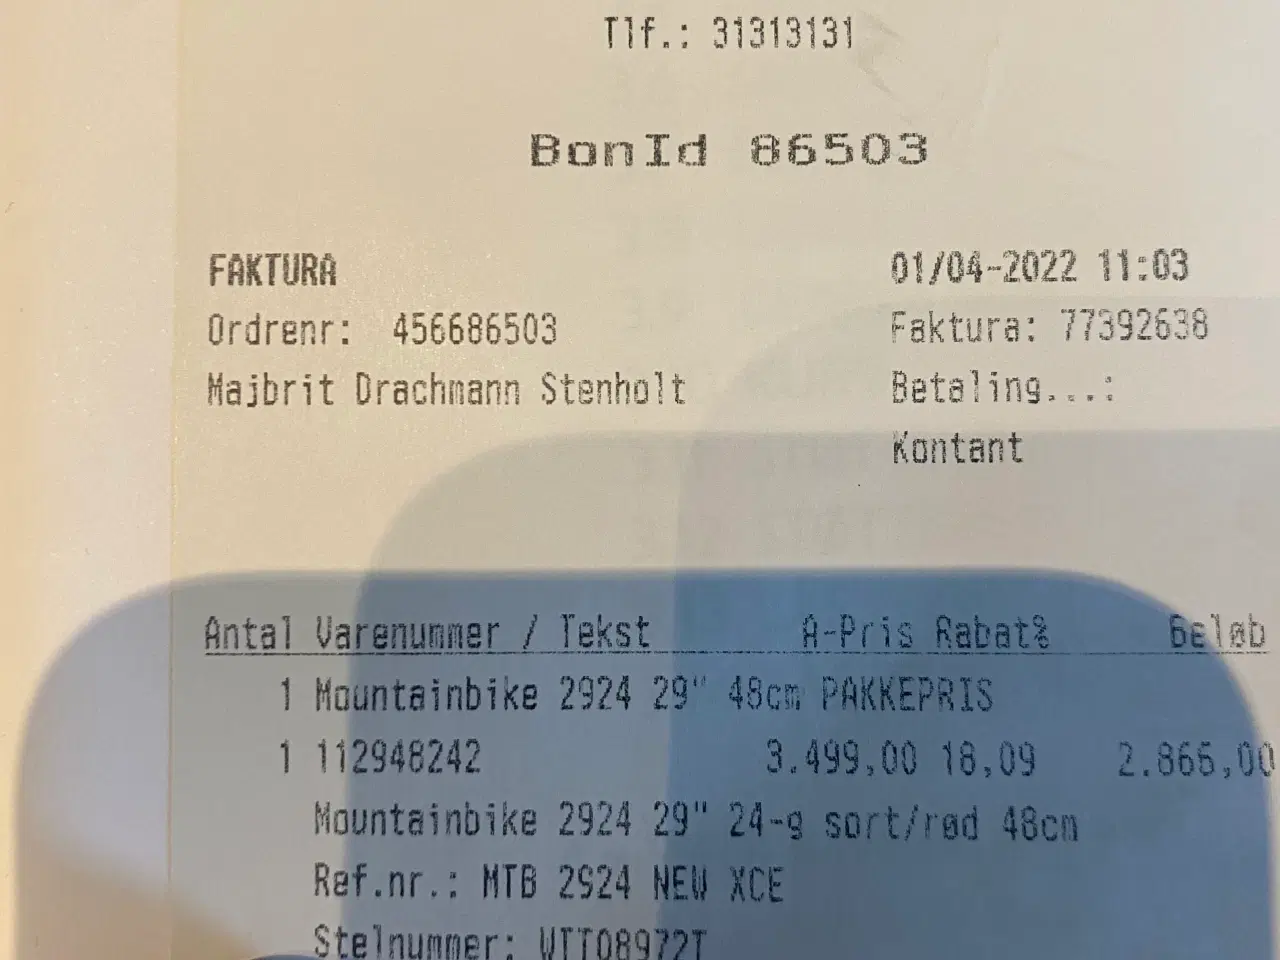 Tlf.: 31313131
BonId 86503
FAKTURA 01/04-2022 11:03
Ordrenr: 456686503 Faktura: 77392638
Majbrit Drachmann Stenholt Betaling...:
Kontant
Antal Varenummer / Tekst A-Pris Rabat% Beløb
1 Mountainbike 2924 29" 48cm PAKKEPRIS
1 112948242 3.499,00 18,09 2.866,00
Mountainbike 2924 29" 24-g sort/rød 48cm
Ref.nr.: MTB 2924 NEW XCE
Stelnummer: